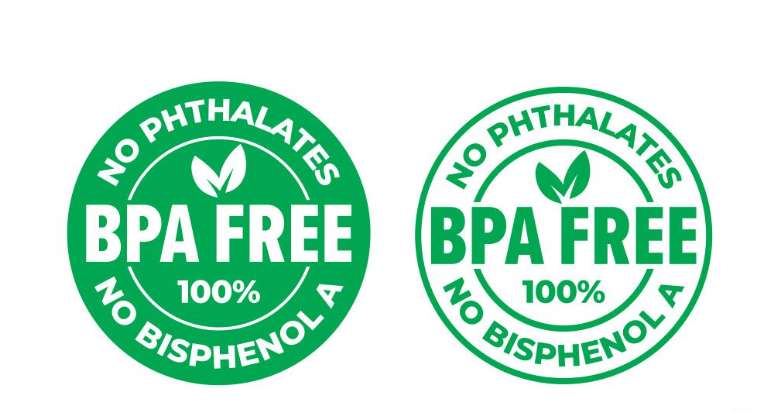 NO PHTHALATES
BPA FREE
100%
NO BISPHENOL A
NO PHTHALATES
BPA FREE
100%
NO BISPHENOL A